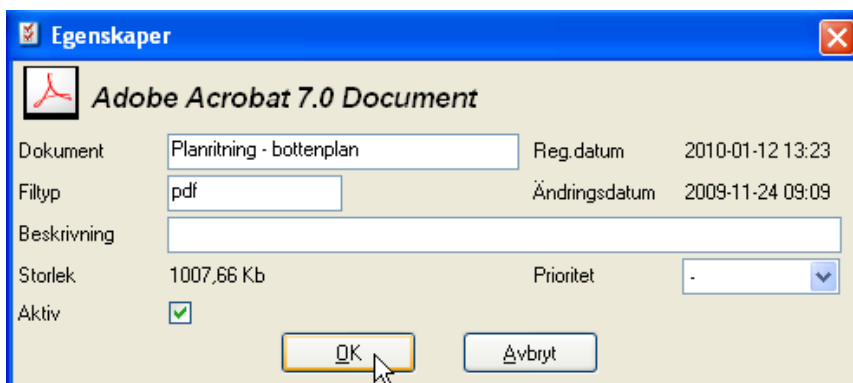 Egenskaper
Adobe Acrobat 7.0 Document
Dokument Planritning - bottenplan Reg.datum 2010-01-12 13:23
Filtyp pdf Ändringsdatum 2009-11-24 09:09
Beskrivning
Storlek 1007,66 Kb Prioritet -
Aktiv
OK Avbryt